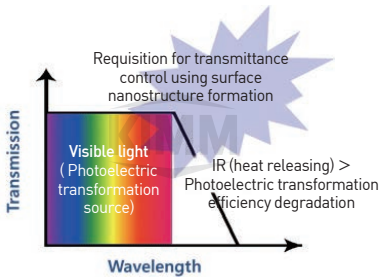 Requisition for transmittance
control using surface
nanostructure formation
Transmission
Visible light
( Photoelectric
transformation
source)
IR (heat releasing) >
Photoelectric transformation
efficiency degradation
Wavelength